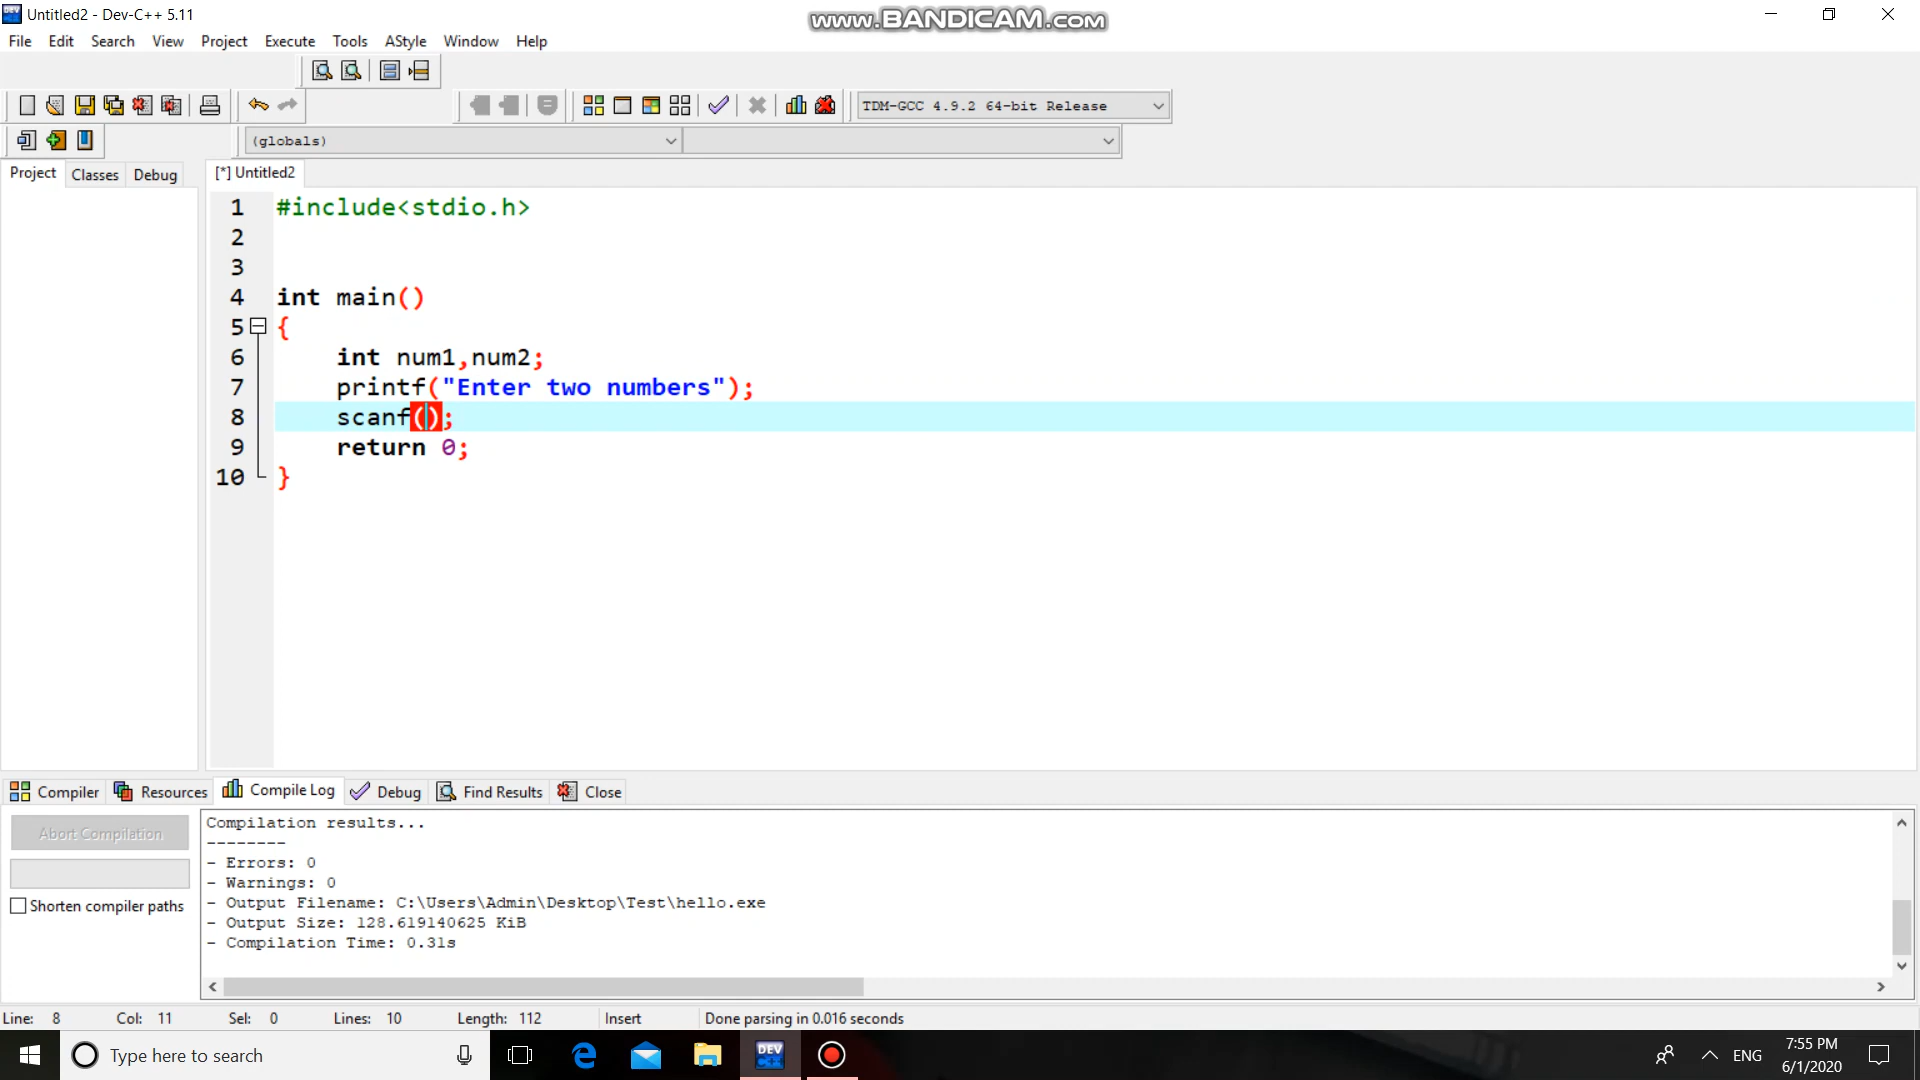 Untitled2 - Dev-C++ 5.11
www.BANDICAM.com
File Edit Search View Project Execute Tools AStyle Window Help
TDM-GCC 4.9.2 64-bit Release
(globals)
Project Classes Debug
[*] Untitled2
1 #include<stdio.h>
2
3
4 int main()
5 {
6 int num1,num2;
7 printf("Enter two numbers");
8 scanf();
9 return 0;
10 }
Compiler Resources Compile Log Debug Find Results Close
Abort Compilation
Shorten compiler paths
Compilation results...
--------
- Errors: 0
- Warnings: 0
- Output Filename: C:\Users\Admin\Desktop\Test\hello.exe
- Output Size: 128.619140625 KiB
- Compilation Time: 0.31s
Line: 8 Col: 11 Sel: 0 Lines: 10 Length: 112 Insert Done parsing in 0.016 seconds
Type here to search
DEV C++
ENG
7:55 PM
6/1/2020